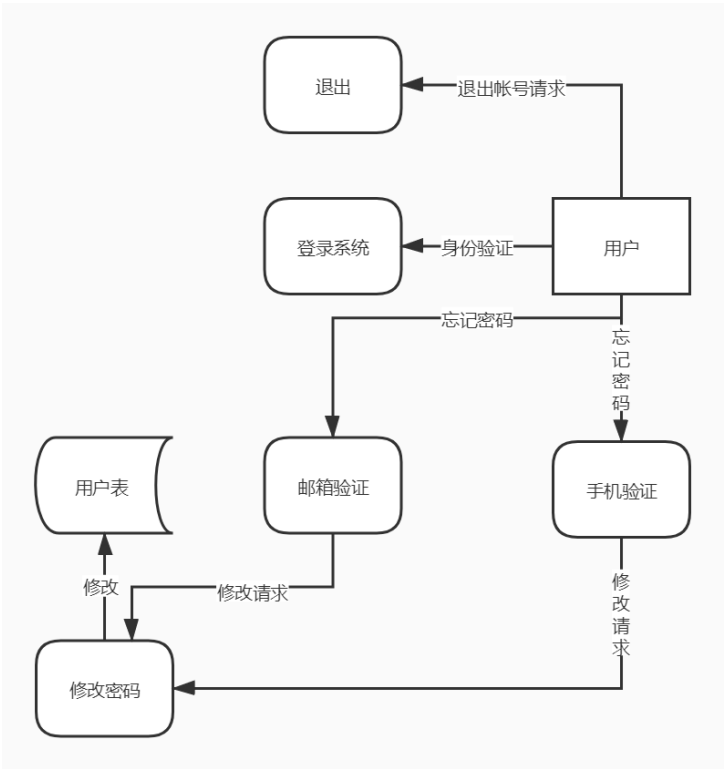 退出
退出帐号请求
登录系统
身份验证
用户
忘记密码
忘记密码
用户表
邮箱验证
手机验证
修改
修改请求
修改请求
修改密码